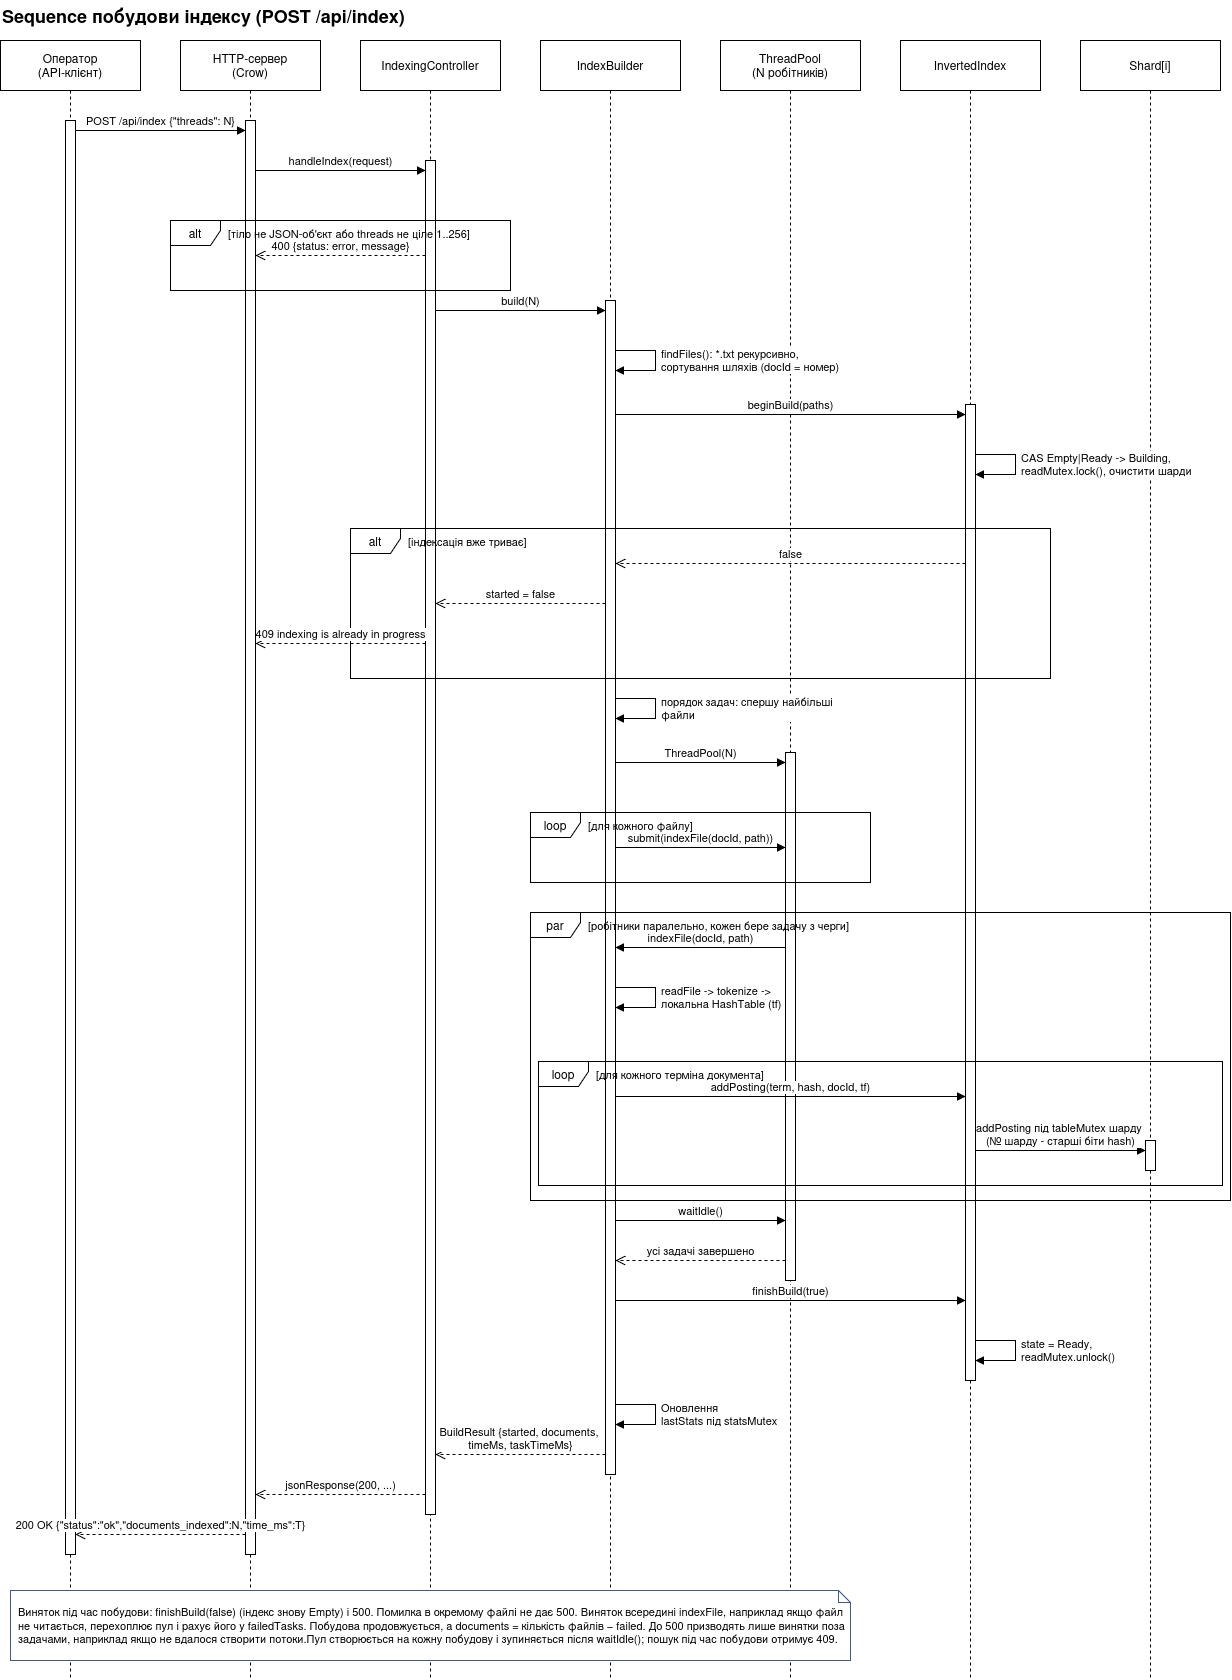 Sequence побудови індексу (POST /api/index)
Оператор
(API-клієнт)
HTTP-сервер
(Crow)
IndexingController
IndexBuilder
ThreadPool
(N робітників)
InvertedIndex
Shard[i]
POST /api/index {"threads": N}
handleIndex(request)
alt
[тіло не JSON-об'єкт або threads не ціле 1..256]
400 {status: error, message}
build(N)
findFiles(): *.txt рекурсивно,
сортування шляхів (docId = номер)
beginBuild(paths)
CAS Empty|Ready -> Building,
readMutex.lock(), очистити шарди
alt
[індексація вже триває]
false
started = false
409 indexing is already in progress
порядок задач: спершу найбільші
файли
ThreadPool(N)
loop
[для кожного файлу]
submit(indexFile(docId, path))
par
[робітники паралельно, кожен бере задачу з черги]
indexFile(docId, path)
readFile -> tokenize ->
локальна HashTable (tf)
loop
[для кожного терміна документа]
addPosting(term, hash, docId, tf)
addPosting під tableMutex шарду
(№ шарду - старші біти hash)
waitIdle()
усі задачі завершено
finishBuild(true)
state = Ready,
readMutex.unlock()
Оновлення
lastStats під statsMutex
BuildResult {started, documents,
timeMs, taskTimeMs}
jsonResponse(200, ...)
200 OK {"status":"ok","documents_indexed":N,"time_ms":T}
Виняток під час побудови: finishBuild(false) (індекс знову Empty) і 500. Помилка в окремому файлі не дає 500. Виняток всередині indexFile, наприклад якщо файл
не читається, перехоплює пул і рахує його у failedTasks. Побудова продовжується, а documents = кількість файлів – failed. До 500 призводять лише винятки поза
задачами, наприклад якщо не вдалося створити потоки.Пул створюється на кожну побудову і зупиняється після waitIdle(); пошук під час побудови отримує 409.